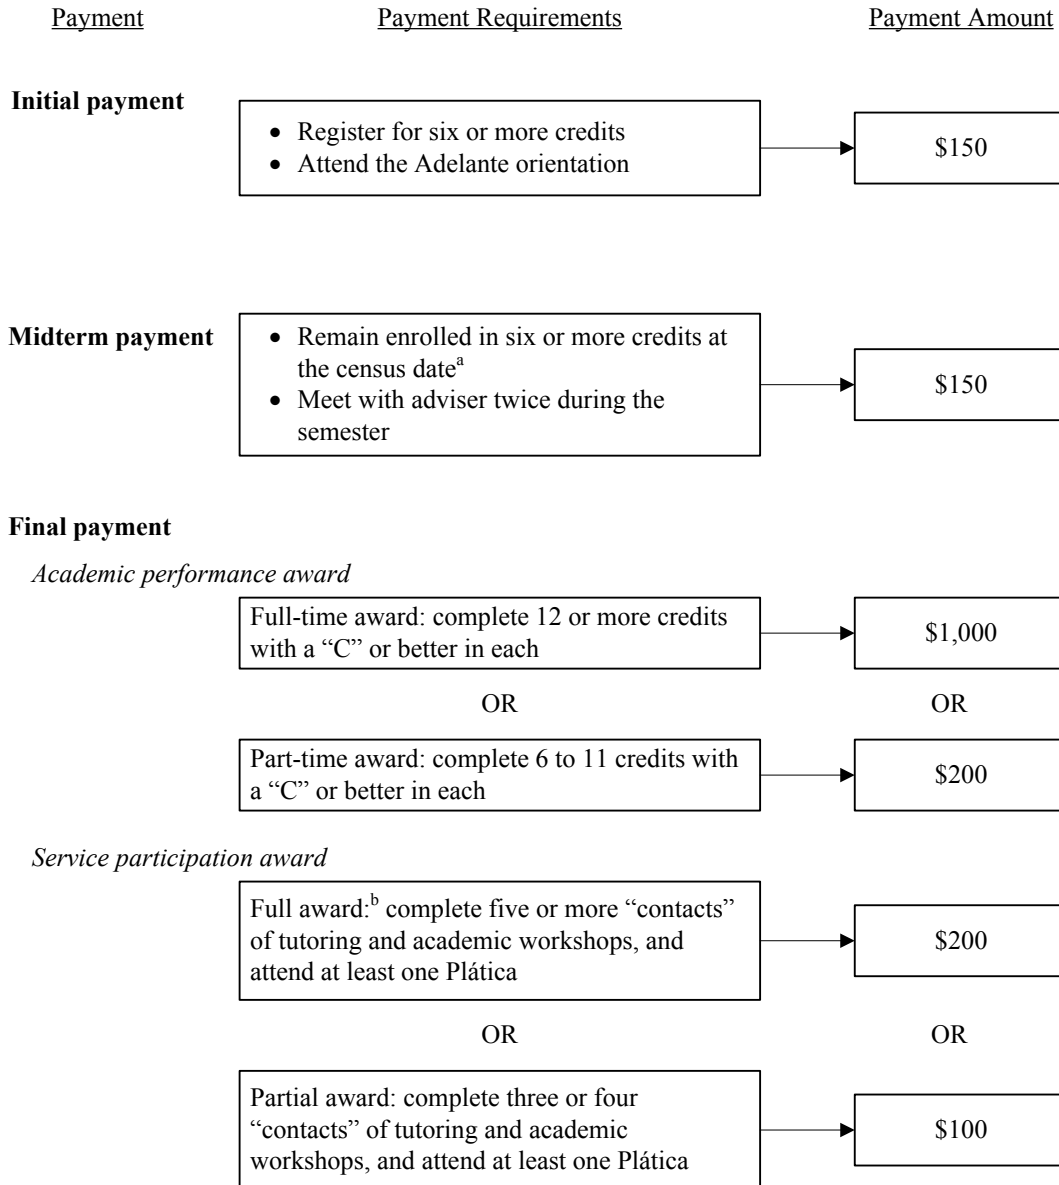 Payment Payment Requirements Payment Amount
Initial payment
• Register for six or more credits
• Attend the Adelante orientation
$150
Midterm payment
• Remain enrolled in six or more credits at
the census dateᵃ
• Meet with adviser twice during the
semester
$150
Final payment
Academic performance award
Full-time award: complete 12 or more credits
with a “C” or better in each
$1,000
OR OR
Part-time award: complete 6 to 11 credits with
a “C” or better in each
$200
Service participation award
Full award:ᵇ complete five or more “contacts”
of tutoring and academic workshops, and
attend at least one Plática
$200
OR OR
Partial award: complete three or four
“contacts” of tutoring and academic
workshops, and attend at least one Plática
$100